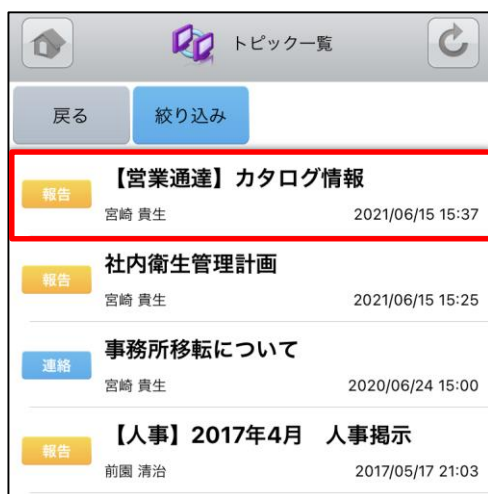 トピック一覧
戻る 絞り込み
【営業通達】カタログ情報
報告
宮崎 貴生 2021/06/15 15:37
社内衛生管理計画
報告
宮崎 貴生 2021/06/15 15:25
事務所移転について
連絡
宮崎 貴生 2020/06/24 15:00
【人事】2017年4月　人事掲示
報告
前園 清治 2017/05/17 21:03